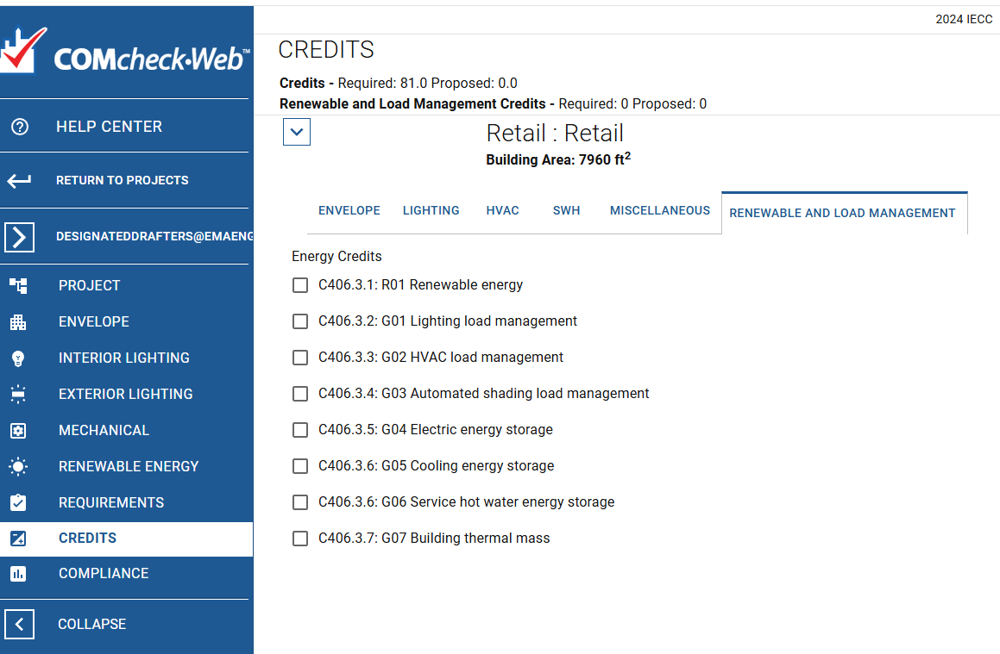 2024 IECC
COMcheck•Web™
CREDITS
Credits - Required: 81.0 Proposed: 0.0
Renewable and Load Management Credits - Required: 0 Proposed: 0
HELP CENTER
RETURN TO PROJECTS
DESIGNATEDDRAFTERS@EMAENG
PROJECT
ENVELOPE
INTERIOR LIGHTING
EXTERIOR LIGHTING
MECHANICAL
RENEWABLE ENERGY
REQUIREMENTS
CREDITS
COMPLIANCE
COLLAPSE
Retail : Retail
Building Area: 7960 ft²
ENVELOPE LIGHTING HVAC SWH MISCELLANEOUS RENEWABLE AND LOAD MANAGEMENT
Energy Credits
C406.3.1: R01 Renewable energy
C406.3.2: G01 Lighting load management
C406.3.3: G02 HVAC load management
C406.3.4: G03 Automated shading load management
C406.3.5: G04 Electric energy storage
C406.3.6: G05 Cooling energy storage
C406.3.6: G06 Service hot water energy storage
C406.3.7: G07 Building thermal mass